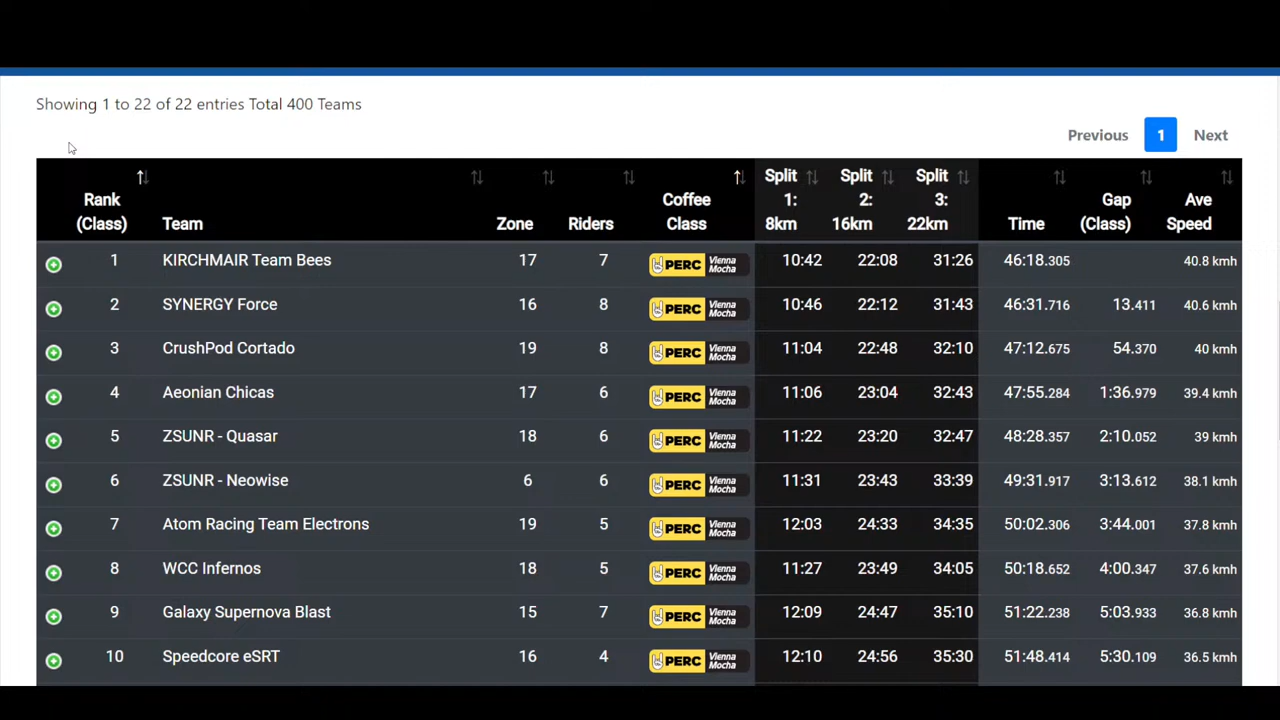 Showing 1 to 22 of 22 entries Total 400 Teams
Previous 1 Next
Rank (Class) Team Zone Riders Coffee Class Split 1: 8km Split 2: 16km Split 3: 22km Time Gap (Class) Ave Speed
1 KIRCHMAIR Team Bees 17 7 PERC Vienna Mocha 10:42 22:08 31:26 46:18.305 40.8 kmh
2 SYNERGY Force 16 8 PERC Vienna Mocha 10:46 22:12 31:43 46:31.716 13.411 40.6 kmh
3 CrushPod Cortado 19 8 PERC Vienna Mocha 11:04 22:48 32:10 47:12.675 54.370 40 kmh
4 Aeonian Chicas 17 6 PERC Vienna Mocha 11:06 23:04 32:43 47:55.284 1:36.979 39.4 kmh
5 ZSUNR - Quasar 18 6 PERC Vienna Mocha 11:22 23:20 32:47 48:28.357 2:10.052 39 kmh
6 ZSUNR - Neowise 6 6 PERC Vienna Mocha 11:31 23:43 33:39 49:31.917 3:13.612 38.1 kmh
7 Atom Racing Team Electrons 19 5 PERC Vienna Mocha 12:03 24:33 34:35 50:02.306 3:44.001 37.8 kmh
8 WCC Infernos 18 5 PERC Vienna Mocha 11:27 23:49 34:05 50:18.652 4:00.347 37.6 kmh
9 Galaxy Supernova Blast 15 7 PERC Vienna Mocha 12:09 24:47 35:10 51:22.238 5:03.933 36.8 kmh
10 Speedcore eSRT 16 4 PERC Vienna Mocha 12:10 24:56 35:30 51:48.414 5:30.109 36.5 kmh